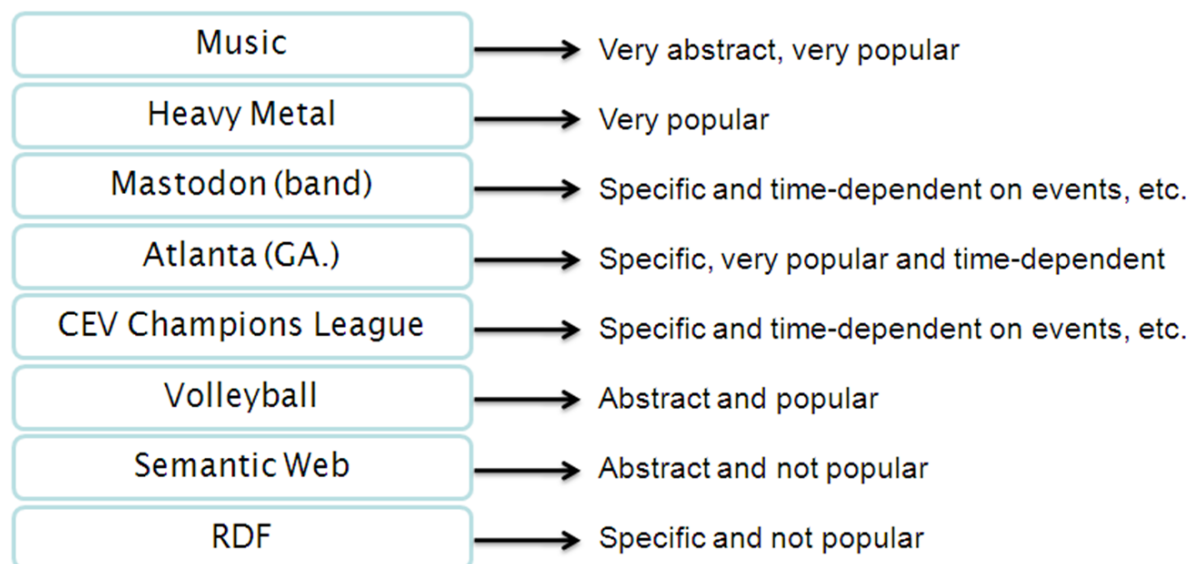 Music
Very abstract, very popular
Heavy Metal
Very popular
Mastodon (band)
Specific and time-dependent on events, etc.
Atlanta (GA.)
Specific, very popular and time-dependent
CEV Champions League
Specific and time-dependent on events, etc.
Volleyball
Abstract and popular
Semantic Web
Abstract and not popular
RDF
Specific and not popular